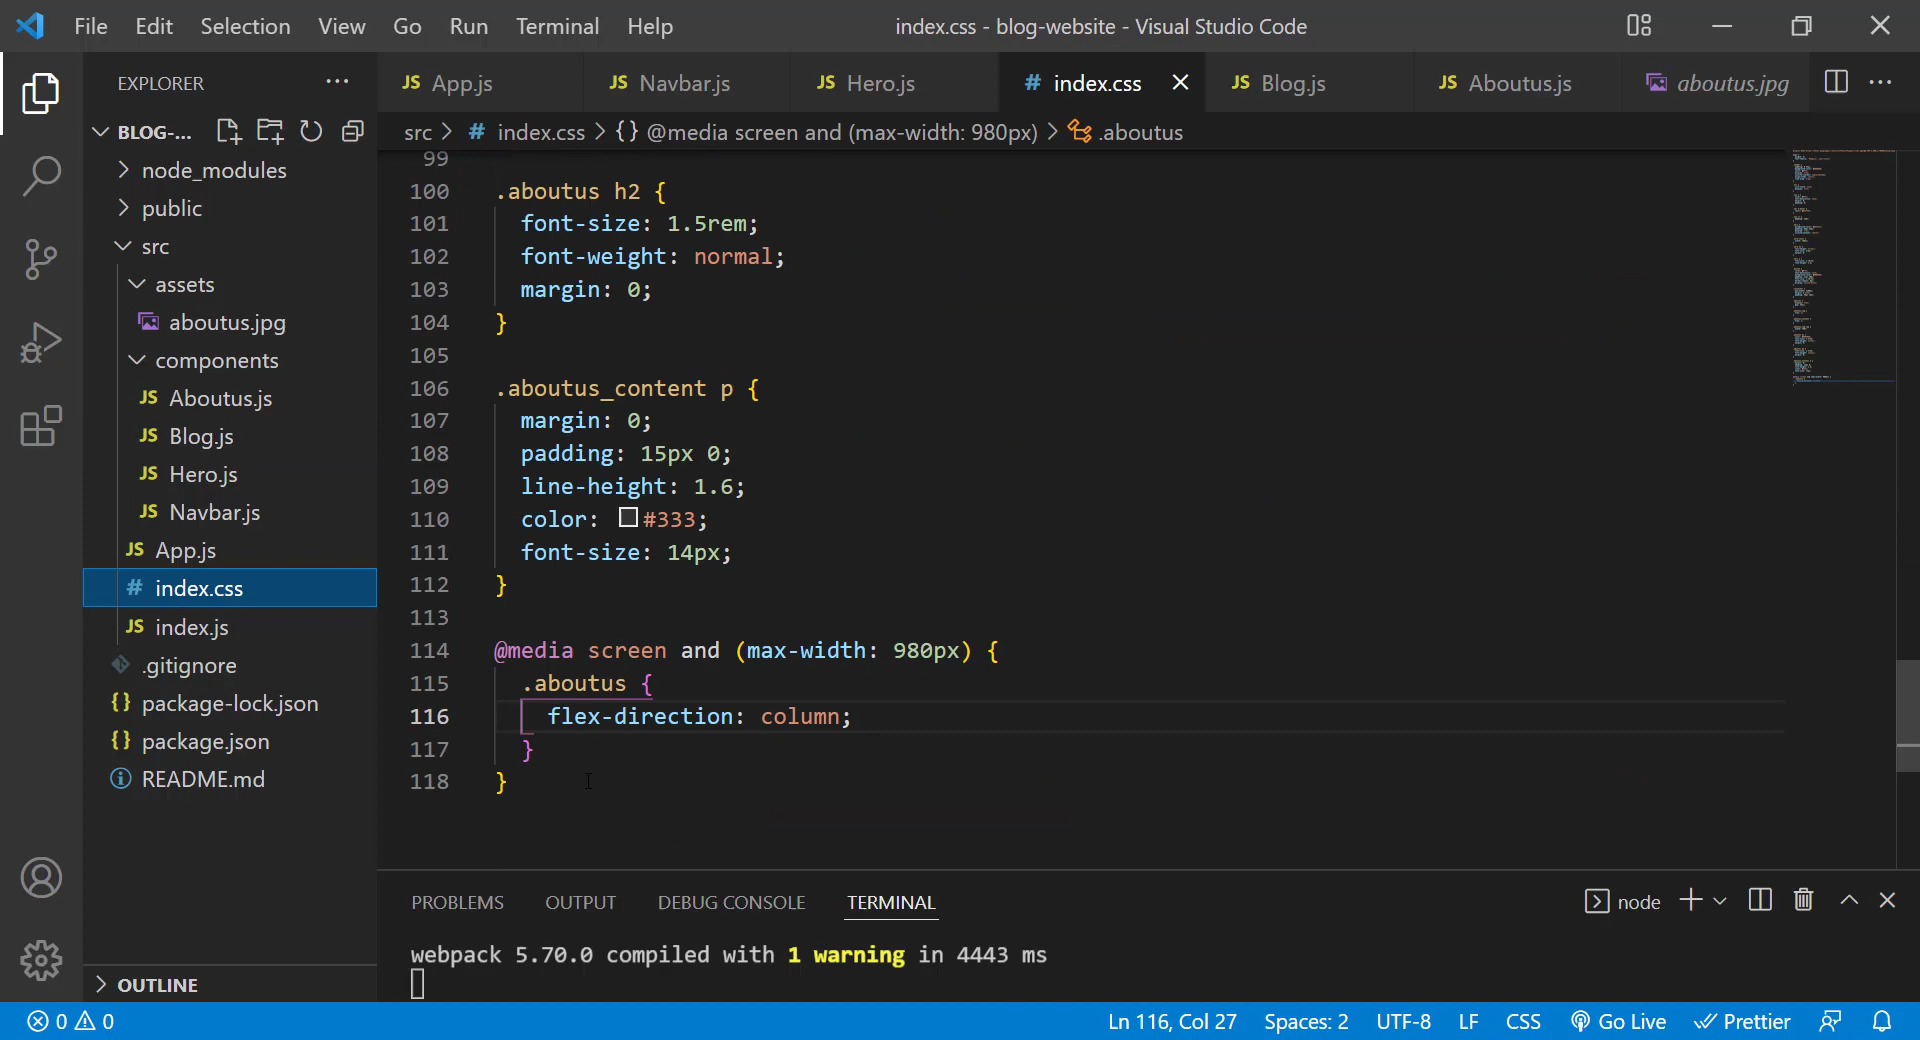 File Edit Selection View Go Run Terminal Help
index.css - blog-website - Visual Studio Code
EXPLORER
BLOG-...
node_modules
public
src
assets
aboutus.jpg
components
JS Aboutus.js
JS Blog.js
JS Hero.js
JS Navbar.js
JS App.js
# index.css
JS index.js
.gitignore
{} package-lock.json
{} package.json
README.md
OUTLINE
JS App.js JS Navbar.js JS Hero.js # index.css JS Blog.js JS Aboutus.js aboutus.jpg
src > # index.css > {} @media screen and (max-width: 980px) > .aboutus
99
100 .aboutus h2 {
101 font-size: 1.5rem;
102 font-weight: normal;
103 margin: 0;
104 }
105
106 .aboutus_content p {
107 margin: 0;
108 padding: 15px 0;
109 line-height: 1.6;
110 color: #333;
111 font-size: 14px;
112 }
113
114 @media screen and (max-width: 980px) {
115 .aboutus {
116 flex-direction: column;
117 }
118 }
PROBLEMS OUTPUT DEBUG CONSOLE TERMINAL
node
webpack 5.70.0 compiled with 1 warning in 4443 ms
0 0
Ln 116, Col 27 Spaces: 2 UTF-8 LF CSS Go Live Prettier